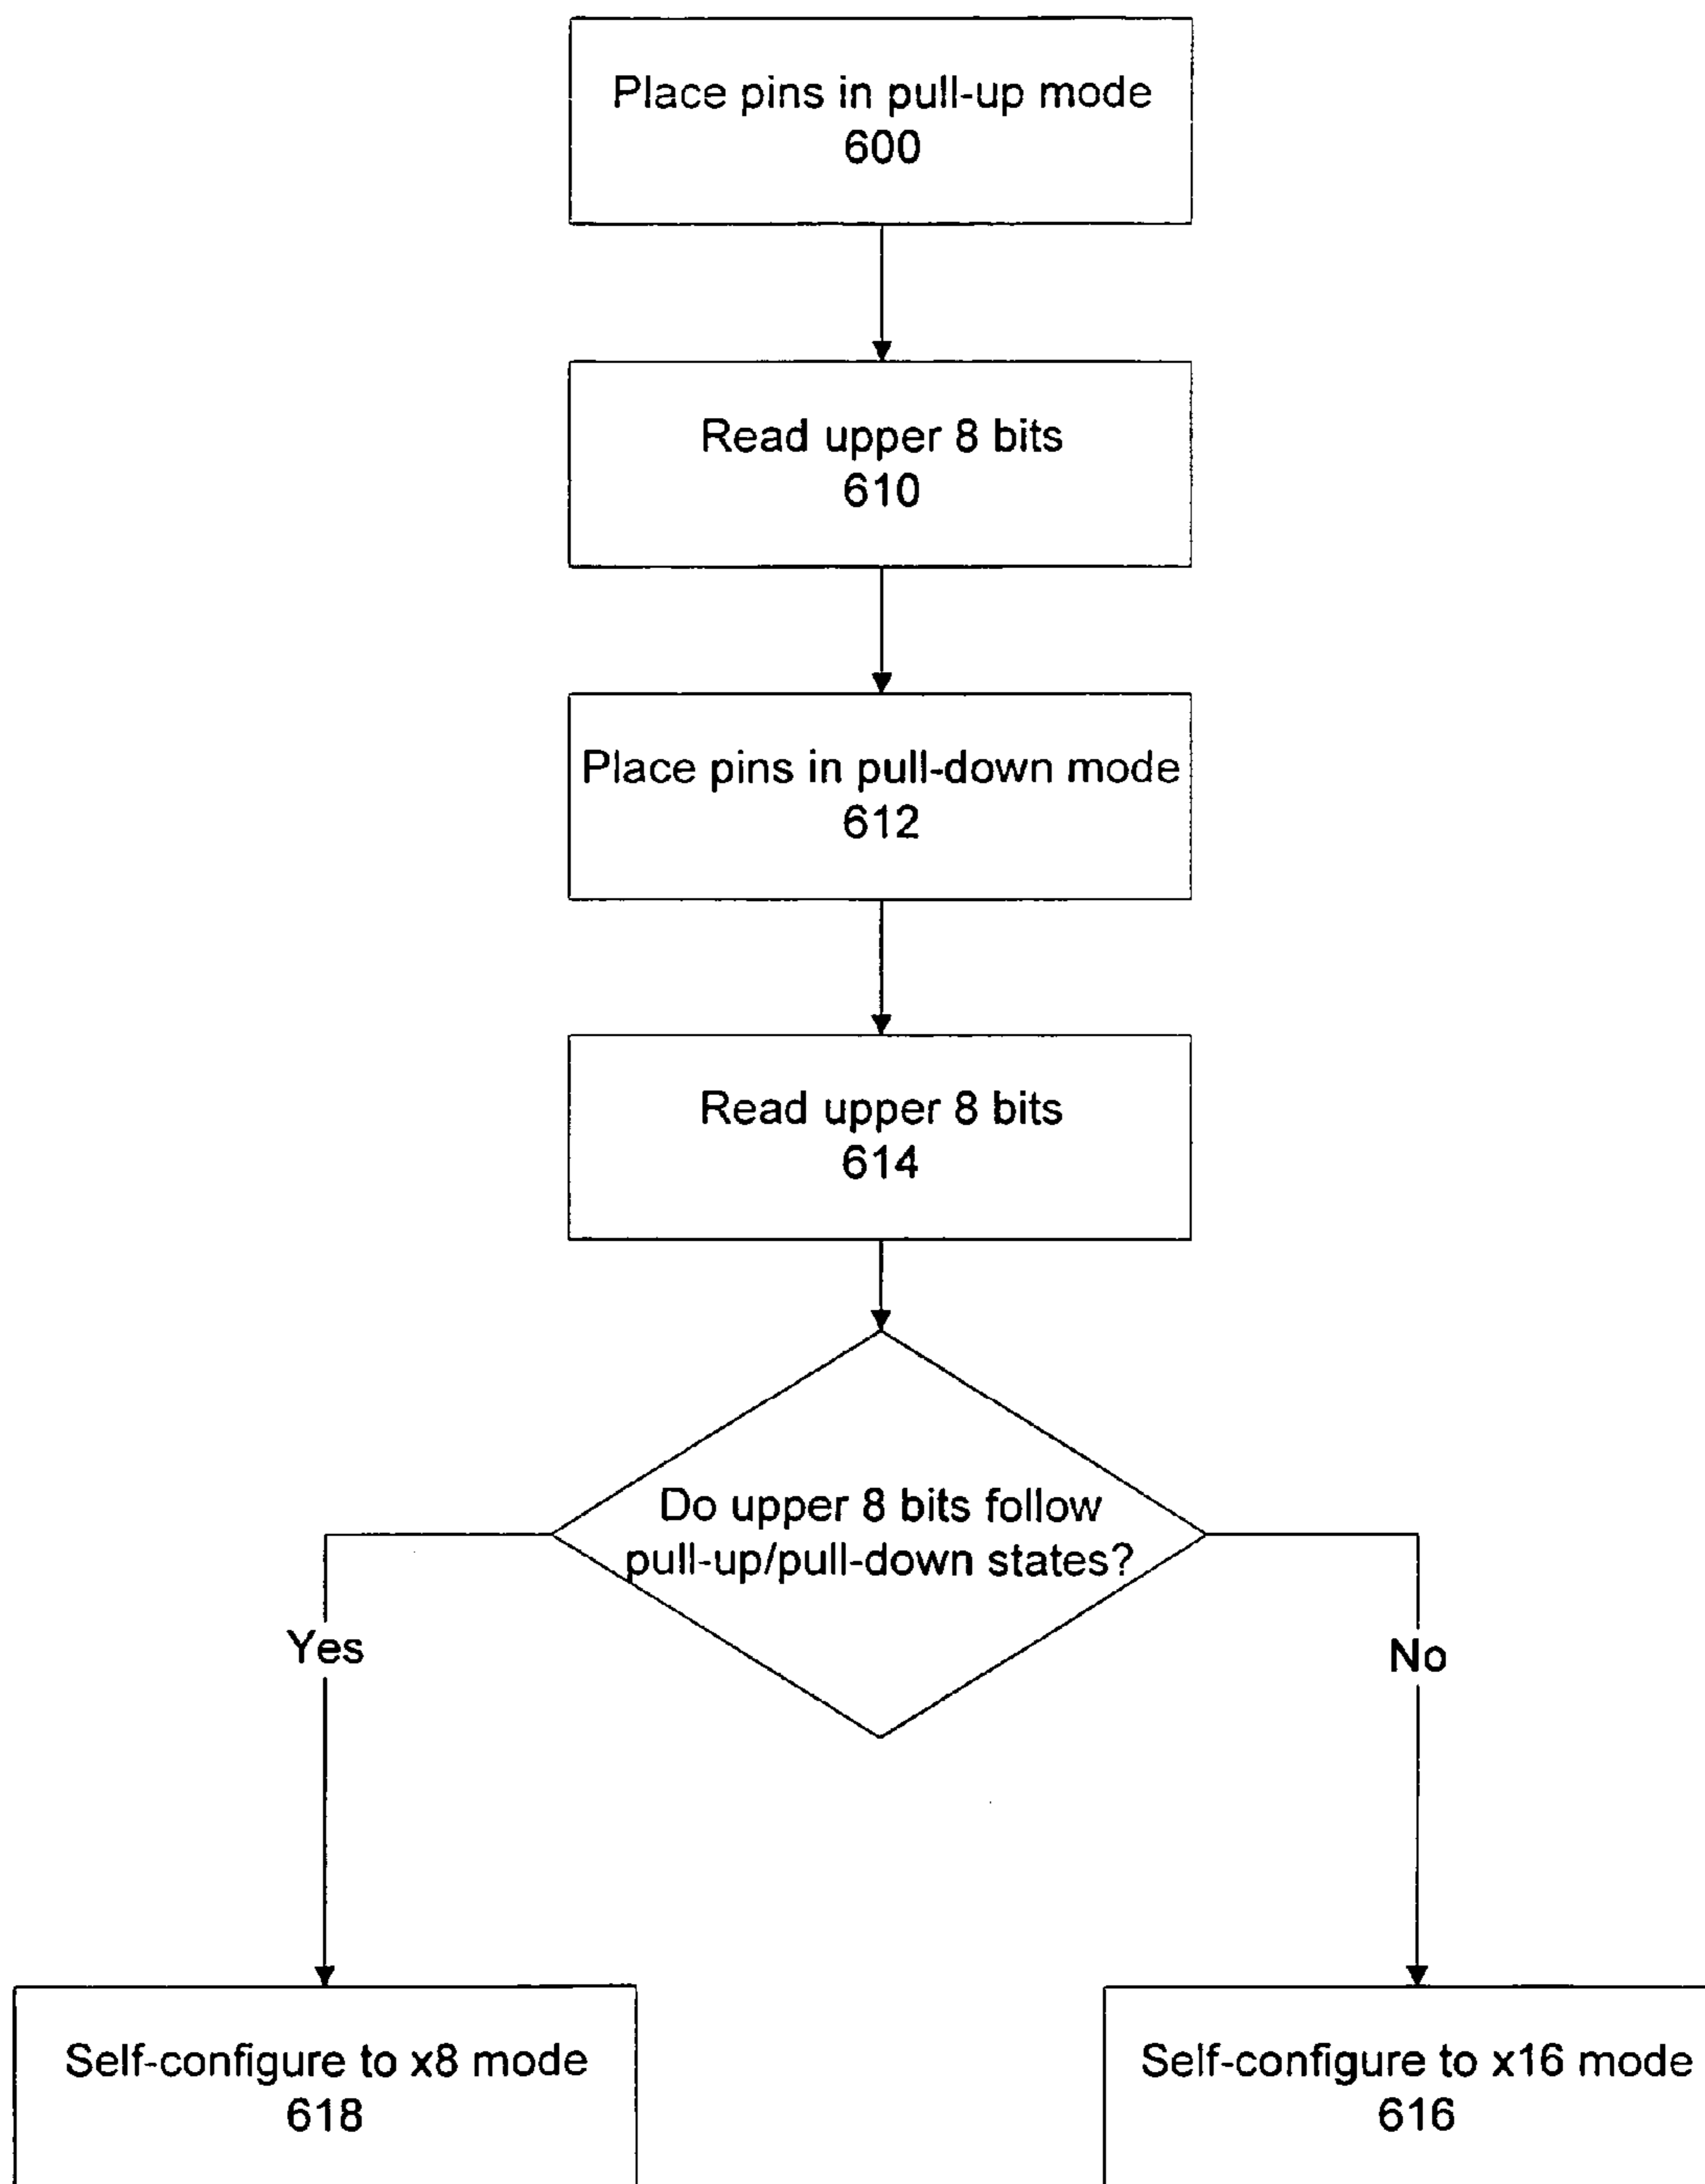 Place pins in pull-up mode
600
Read upper 8 bits
610
Place pins in pull-down mode
612
Read upper 8 bits
614
Do upper 8 bits follow
pull-up/pull-down states?
Yes
No
Self-configure to x8 mode
618
Self-configure to x16 mode
616